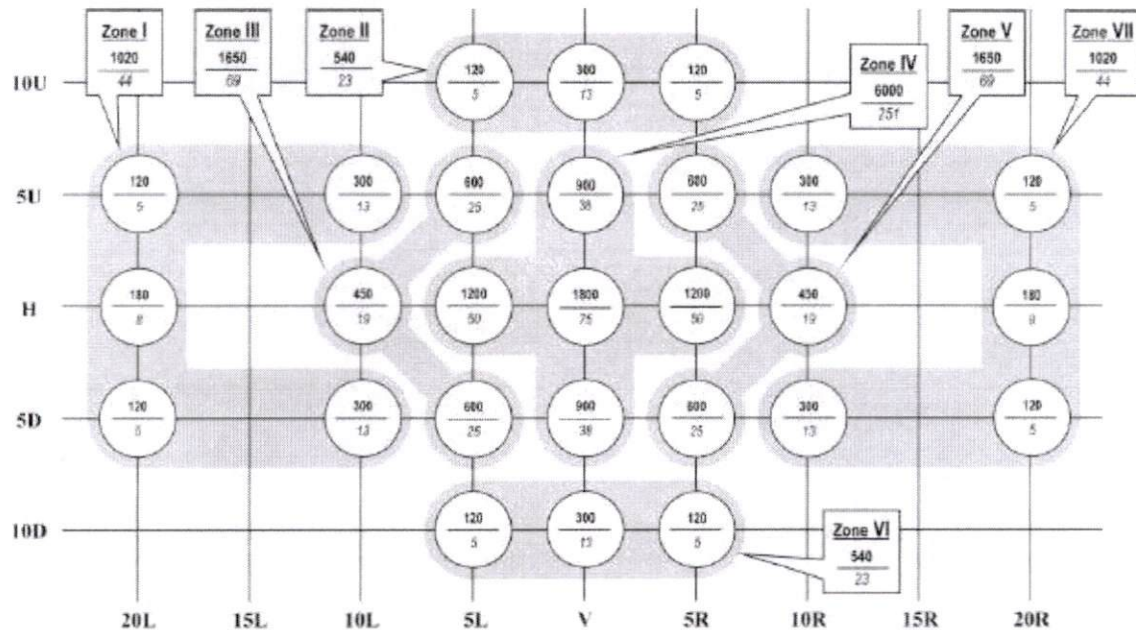 Zone I Zone III Zone II Zone V Zone VII
1020 1650 540 1650 1020
44 69 23 69 44
Zone IV
6000
251
10U 120 300 120
5 13 5
5U 120 300 600 900 600 300 120
5 13 25 38 25 13 5
H 180 450 1200 1800 1200 450 180
8 19 50 75 50 19 8
5D 120 300 600 900 600 300 120
5 13 25 38 25 13 5
10D 120 300 120
5 13 5
Zone VI
540
23
20L 15L 10L 5L V 5R 10R 15R 20R